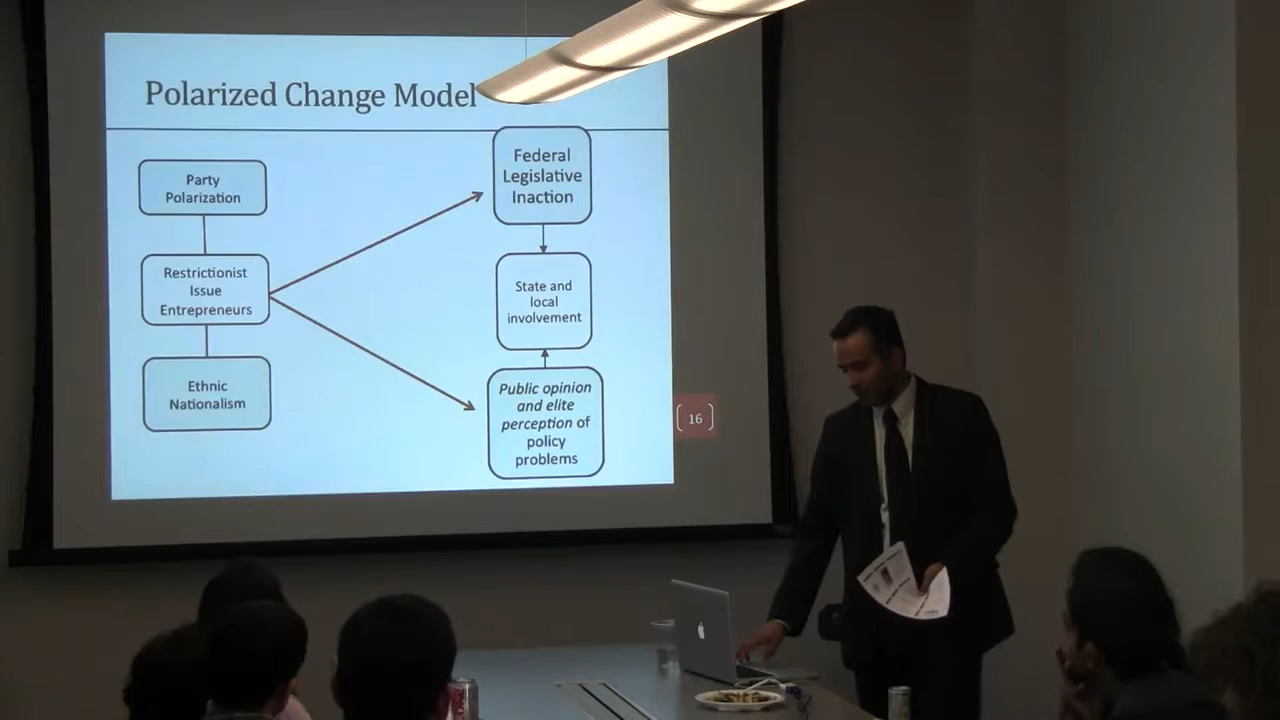 Polarized Change Model
Party
Polarization
Restrictionist
Issue
Entrepreneurs
Ethnic
Nationalism
Federal
Legislative
Inaction
State and
local
involvement
Public opinion
and elite
perception of
policy
problems
16